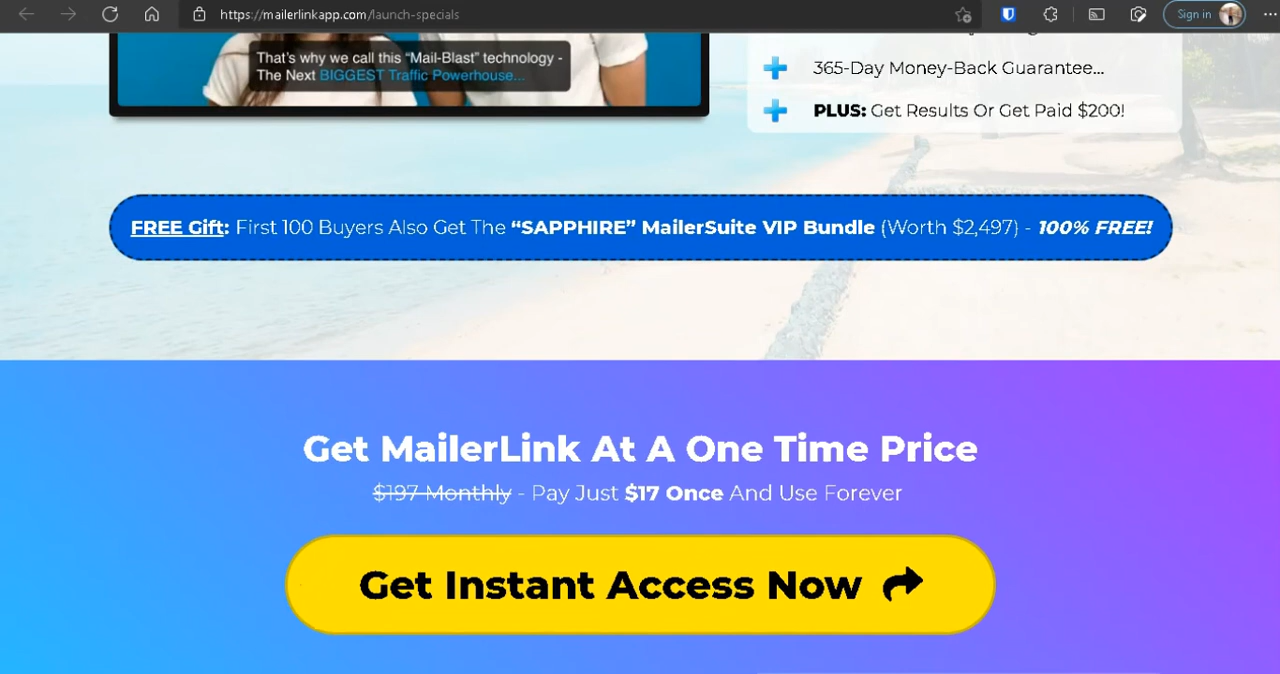 https://mailerlinkapp.com/launch-specials
Sign in
That's why we call this “Mail-Blast” technology -
The Next BIGGEST Traffic Powerhouse...
365-Day Money-Back Guarantee...
PLUS: Get Results Or Get Paid $200!
FREE Gift: First 100 Buyers Also Get The “SAPPHIRE” MailerSuite VIP Bundle (Worth $2,497) - 100% FREE!
Get MailerLink At A One Time Price
$197 Monthly - Pay Just $17 Once And Use Forever
Get Instant Access Now